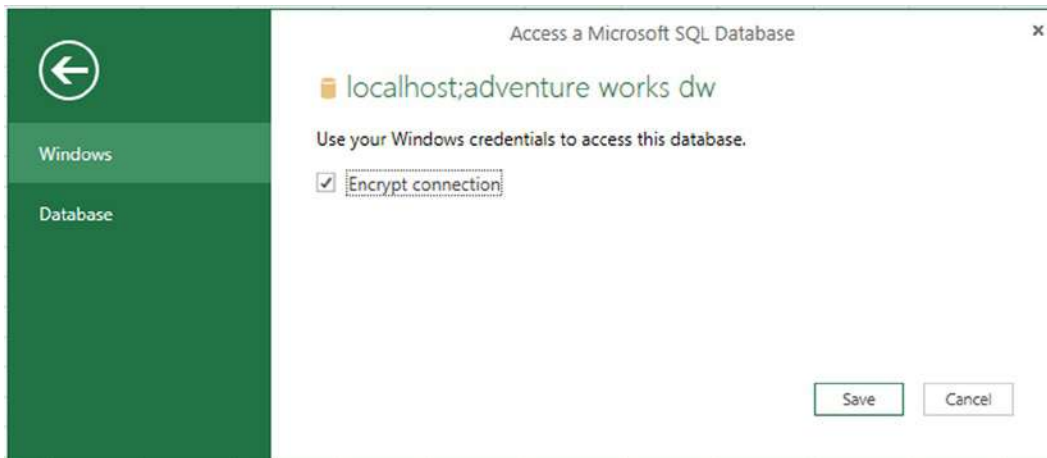 Access a Microsoft SQL Database
localhost;adventure works dw
Use your Windows credentials to access this database.
Windows
Encrypt connection
Database
Save Cancel